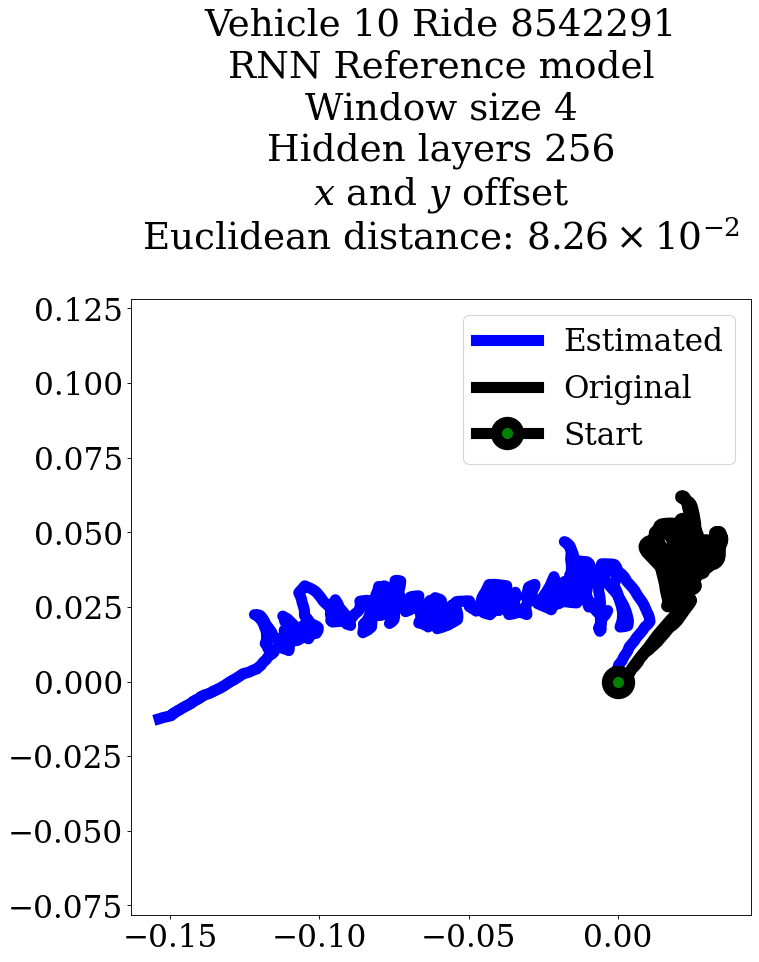 Vehicle 10 Ride 8542291
RNN Reference model
Window size 4
Hidden layers 256
x and y offset
Euclidean distance: 8.26 × 10⁻²
Estimated
Original
Start
0.125
0.100
0.075
0.050
0.025
0.000
−0.025
−0.050
−0.075
−0.15 −0.10 −0.05 0.00